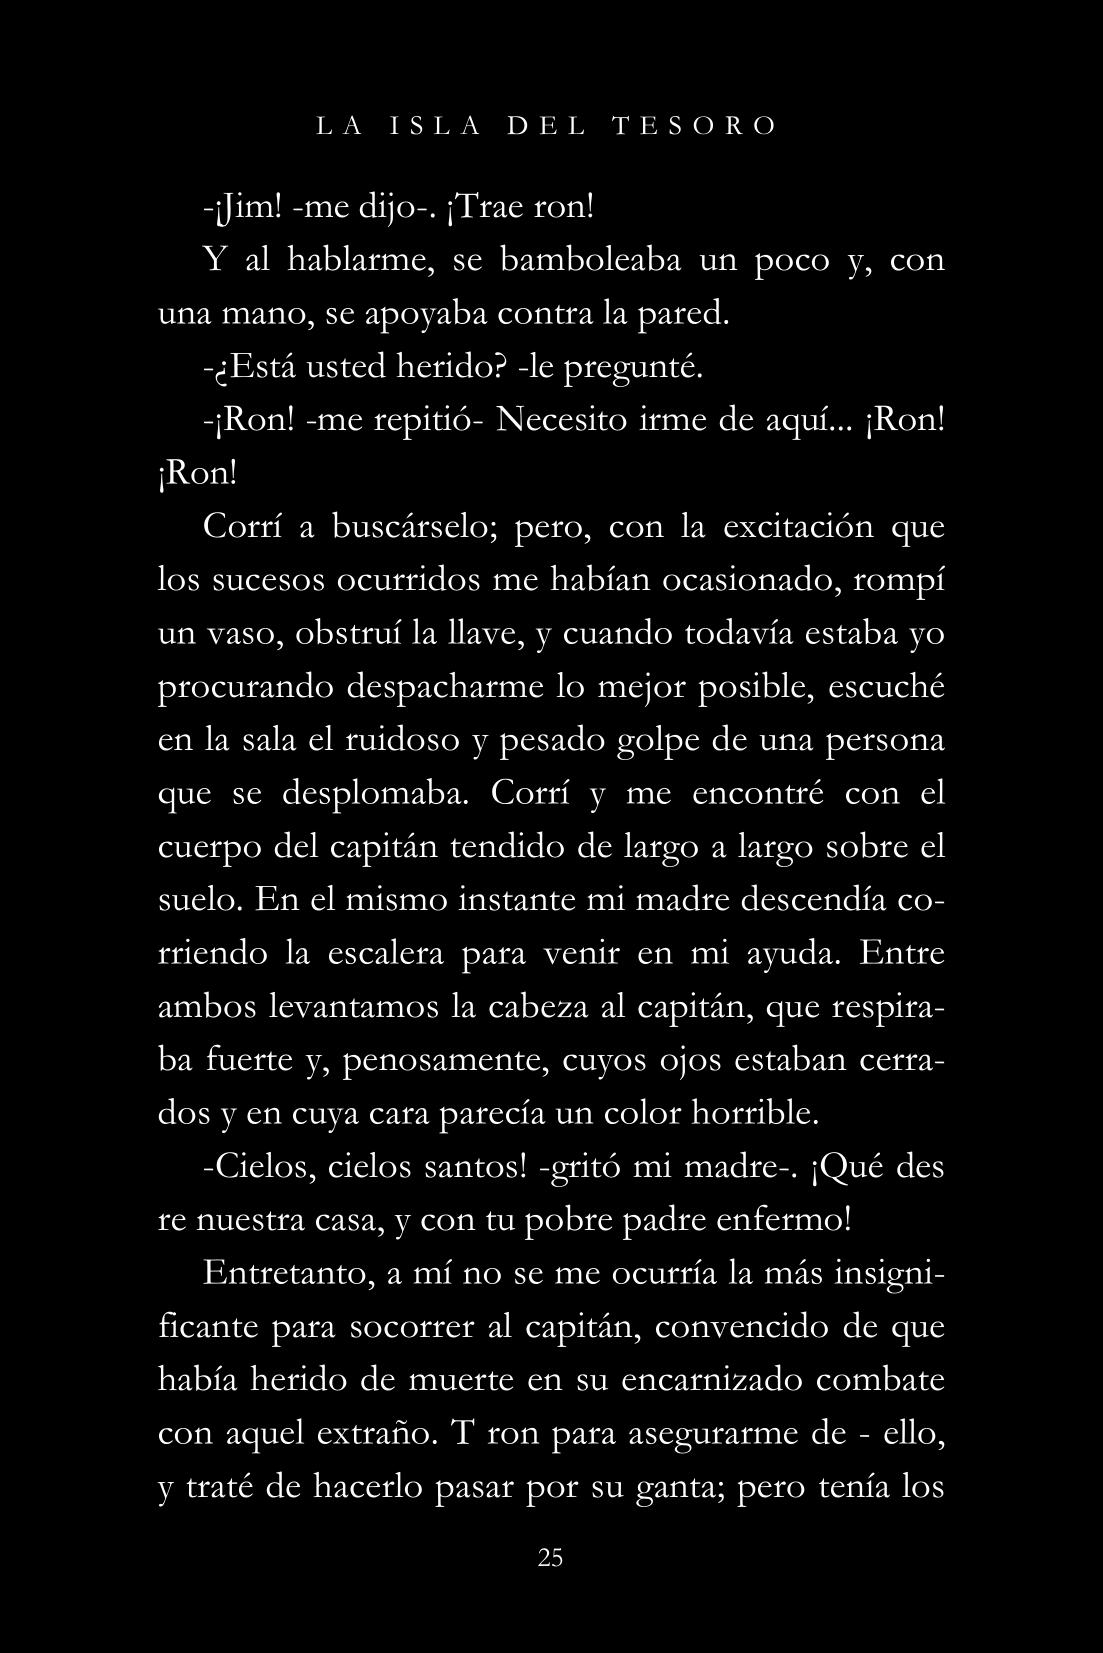 LA ISLA DEL TESORO
-¡Jim! -me dijo-. ¡Trae ron!
Y al hablarme, se bamboleaba un poco y, con
una mano, se apoyaba contra la pared.
-¿Está usted herido? -le pregunté.
-¡Ron! -me repitió- Necesito irme de aquí... ¡Ron!
¡Ron!
Corrí a buscárselo; pero, con la excitación que
los sucesos ocurridos me habían ocasionado, rompí
un vaso, obstruí la llave, y cuando todavía estaba yo
procurando despacharme lo mejor posible, escuché
en la sala el ruidoso y pesado golpe de una persona
que se desplomaba. Corrí y me encontré con el
cuerpo del capitán tendido de largo a largo sobre el
suelo. En el mismo instante mi madre descendía co-
rriendo la escalera para venir en mi ayuda. Entre
ambos levantamos la cabeza al capitán, que respira-
ba fuerte y, penosamente, cuyos ojos estaban cerra-
dos y en cuya cara parecía un color horrible.
-Cielos, cielos santos! -gritó mi madre-. ¡Qué des
re nuestra casa, y con tu pobre padre enfermo!
Entretanto, a mí no se me ocurría la más insigni-
ficante para socorrer al capitán, convencido de que
había herido de muerte en su encarnizado combate
con aquel extraño. T ron para asegurarme de - ello,
y traté de hacerlo pasar por su ganta; pero tenía los
25